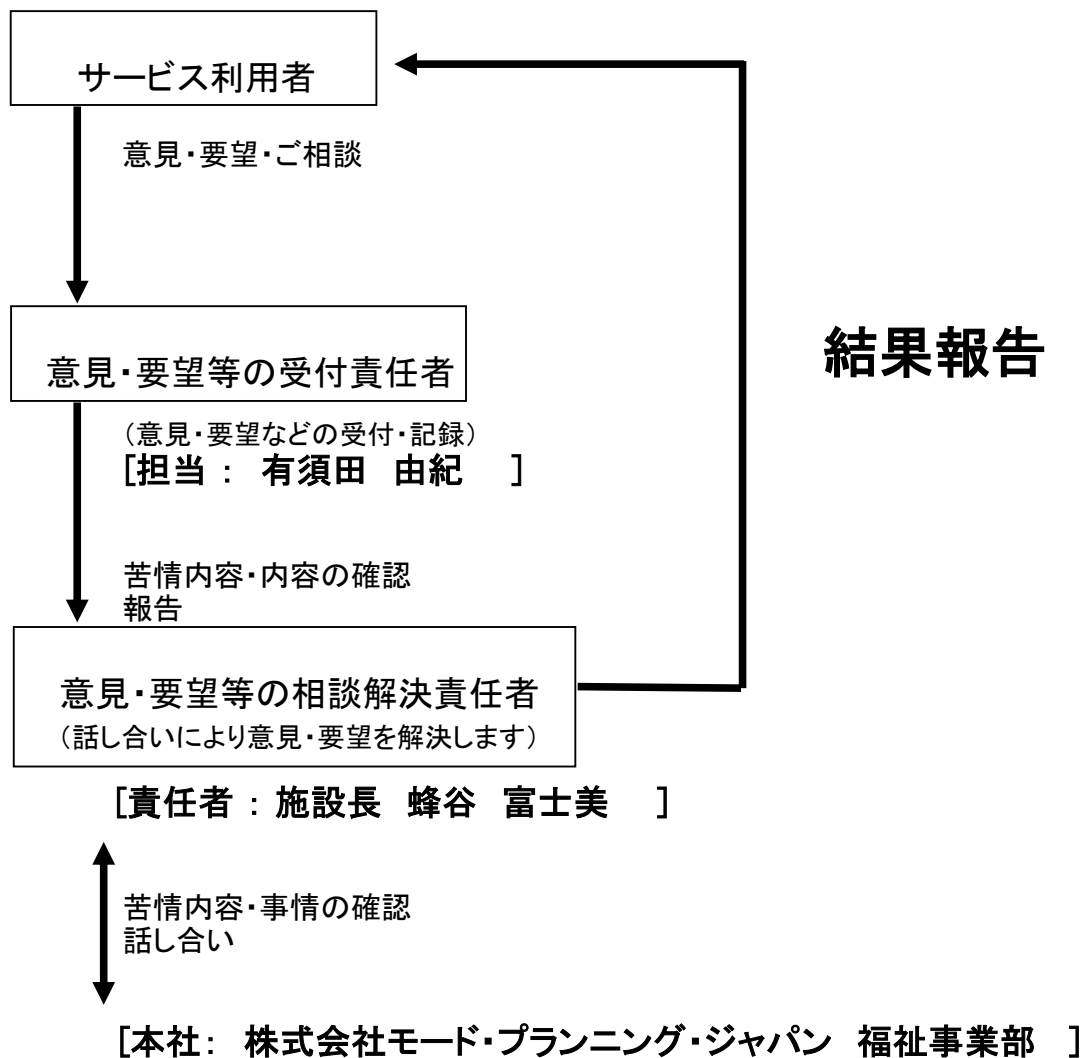 サービス利用者
意見・要望・ご相談
意見・要望等の受付責任者
（意見・要望などの受付・記録）
[担当 ： 有須田　由紀　]
結果報告
苦情内容・内容の確認
報告
意見・要望等の相談解決責任者
（話し合いにより意見・要望を解決します）
[責任者 ： 施設長　蜂谷　富士美　]
苦情内容・事情の確認
話し合い
[本社：　株式会社モード・プランニング・ジャパン　福祉事業部　]